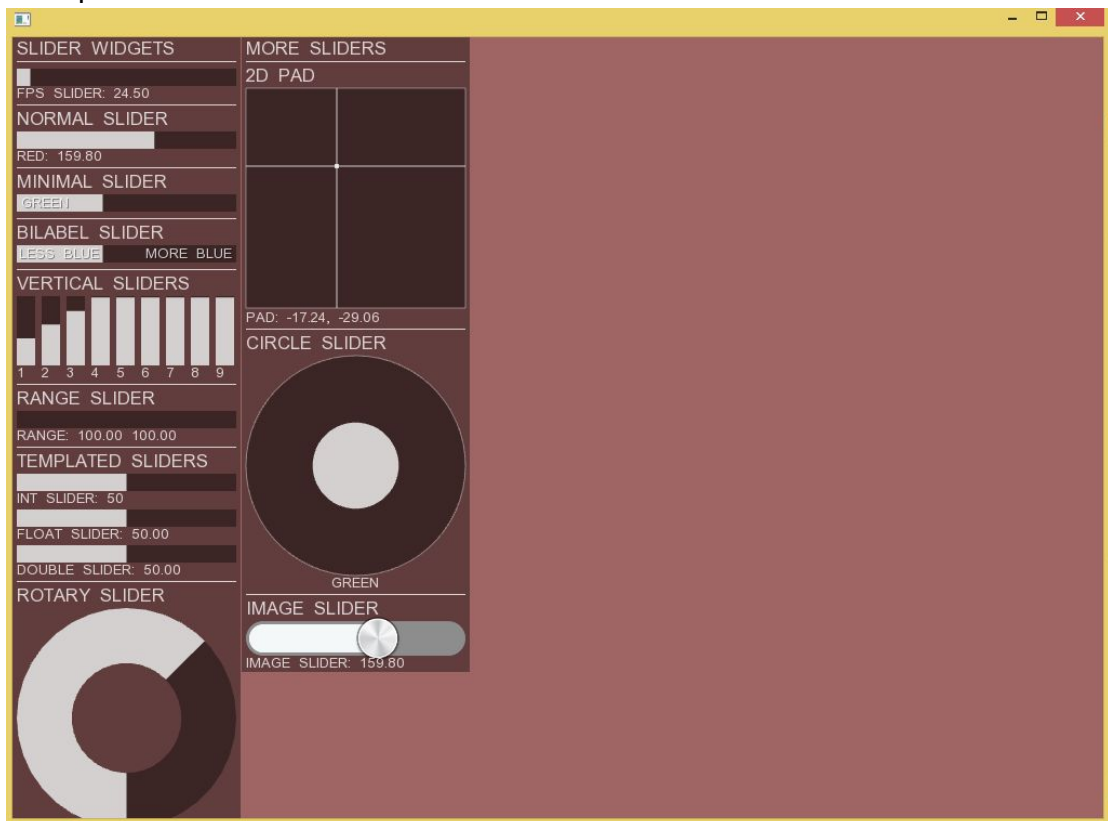 SLIDER WIDGETS
FPS SLIDER: 24.50
NORMAL SLIDER
RED: 159.80
MINIMAL SLIDER
GREEN
BILABEL SLIDER
LESS BLUE MORE BLUE
VERTICAL SLIDERS
1 2 3 4 5 6 7 8 9
RANGE SLIDER
RANGE: 100.00 100.00
TEMPLATED SLIDERS
INT SLIDER: 50
FLOAT SLIDER: 50.00
DOUBLE SLIDER: 50.00
ROTARY SLIDER
MORE SLIDERS
2D PAD
PAD: -17.24, -29.06
CIRCLE SLIDER
GREEN
IMAGE SLIDER
IMAGE SLIDER: 159.80